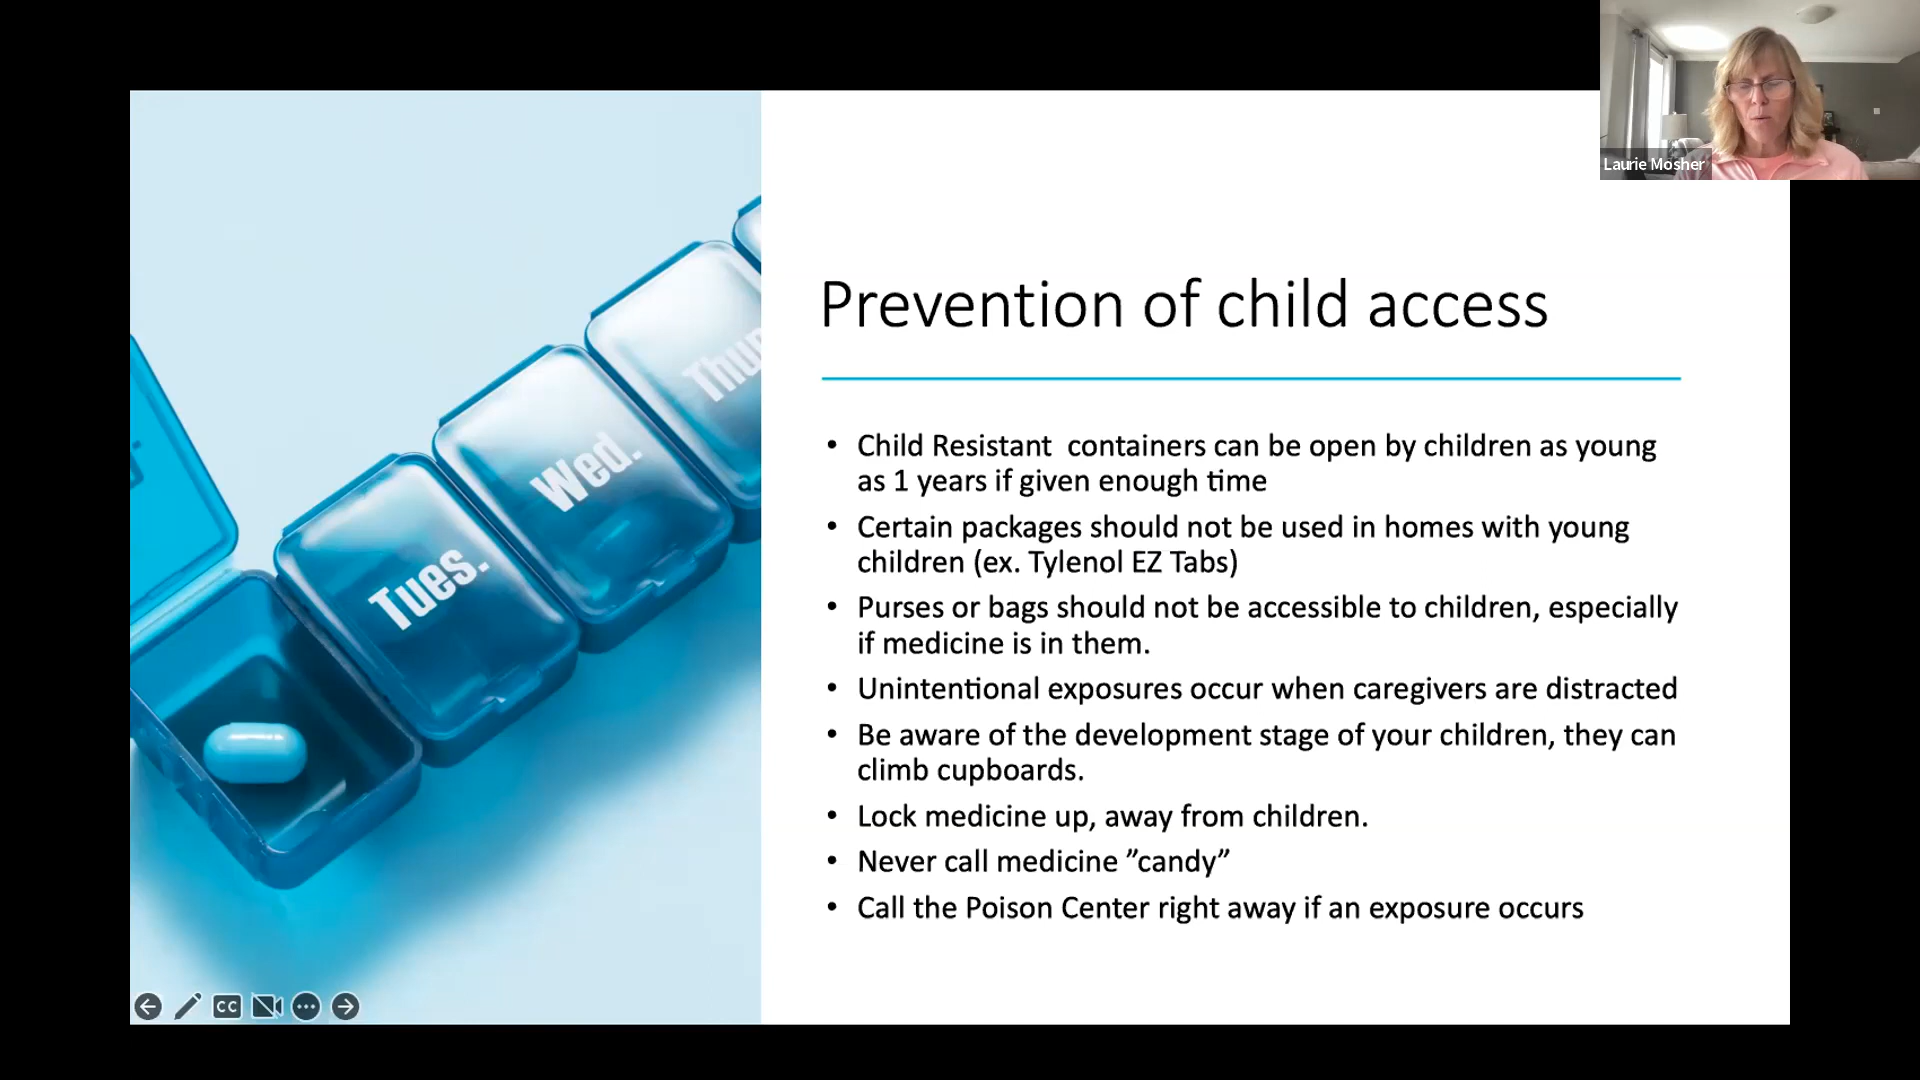 Laurie Mosher
Thur
Wed.
Tues.
Prevention of child access
• Child Resistant  containers can be open by children as young
as 1 years if given enough time
• Certain packages should not be used in homes with young
children (ex. Tylenol EZ Tabs)
• Purses or bags should not be accessible to children, especially
if medicine is in them.
• Unintentional exposures occur when caregivers are distracted
• Be aware of the development stage of your children, they can
climb cupboards.
• Lock medicine up, away from children.
• Never call medicine ”candy”
• Call the Poison Center right away if an exposure occurs
CC